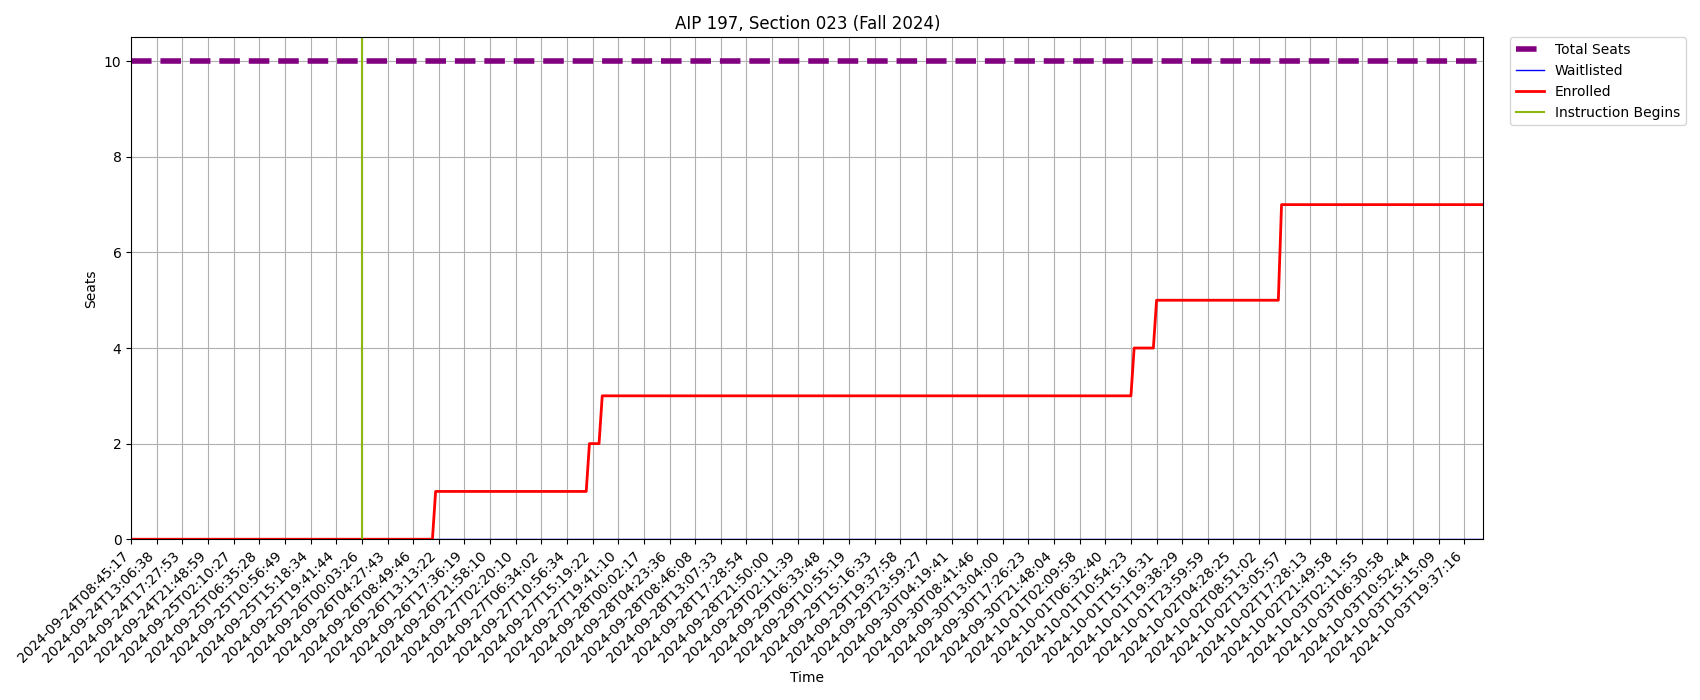 AIP 197, Section 023 (Fall 2024)
Total Seats
Waitlisted
Enrolled
Instruction Begins
Seats
10
8
6
4
2
0
2024-09-24T08:45:17
2024-09-24T13:06:38
2024-09-24T17:27:53
2024-09-24T21:48:59
2024-09-25T02:10:27
2024-09-25T06:35:28
2024-09-25T10:56:49
2024-09-25T15:18:34
2024-09-25T19:41:44
2024-09-26T00:03:26
2024-09-26T04:27:43
2024-09-26T08:49:46
2024-09-26T13:13:22
2024-09-26T17:36:19
2024-09-26T21:58:10
2024-09-27T02:20:10
2024-09-27T06:34:02
2024-09-27T10:56:34
2024-09-27T15:19:22
2024-09-27T19:41:10
2024-09-28T00:02:17
2024-09-28T04:23:36
2024-09-28T08:46:08
2024-09-28T13:07:33
2024-09-28T17:28:54
2024-09-28T21:50:00
2024-09-29T02:11:39
2024-09-29T06:33:48
2024-09-29T10:55:19
2024-09-29T15:16:33
2024-09-29T19:37:58
2024-09-29T23:59:27
2024-09-30T04:19:41
2024-09-30T08:41:46
2024-09-30T13:04:00
2024-09-30T17:26:23
2024-09-30T21:48:04
2024-10-01T02:09:58
2024-10-01T06:32:40
2024-10-01T10:54:23
2024-10-01T15:16:31
2024-10-01T19:38:29
2024-10-01T23:59:59
2024-10-02T04:28:25
2024-10-02T08:51:02
2024-10-02T13:05:57
2024-10-02T17:28:13
2024-10-02T21:49:58
2024-10-03T02:11:55
2024-10-03T06:30:58
2024-10-03T10:52:44
2024-10-03T15:15:09
2024-10-03T19:37:16
Time